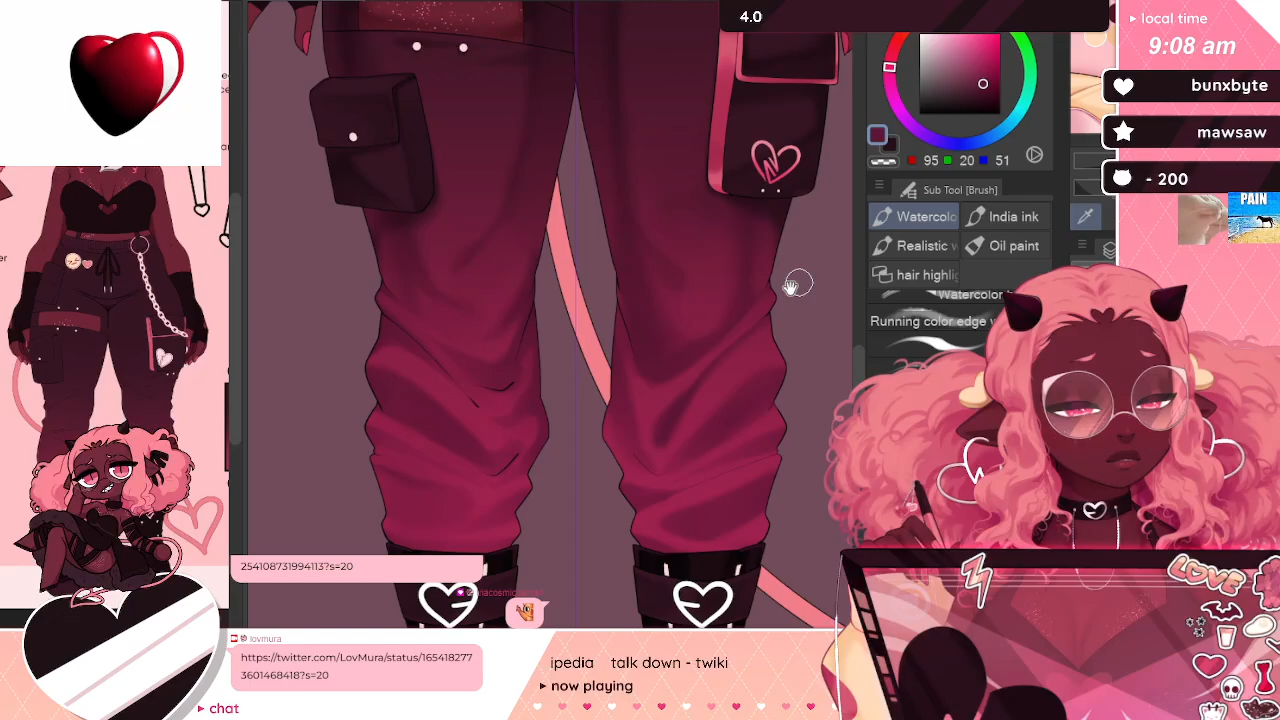 4.0
▸ local time
9:08 am
bunxbyte
mawsaw
- 200
PAIN
95 20 51
Sub Tool [Brush]
Watercolo
India ink
Realistic w
Oil paint
hair highli
Watercolor
Running color edge w
254108731994113?s=20
lovmura
https://twitter.com/LovMura/status/165418277
3601468418?s=20
▸ chat
ipedia talk down - twiki
▸ now playing
LOVE